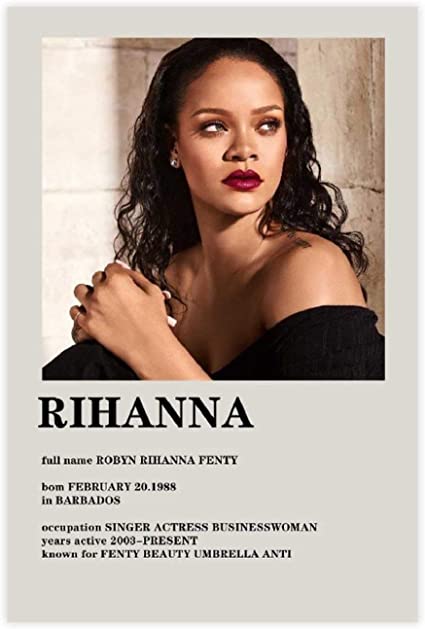 RIHANNA
full name ROBYN RIHANNA FENTY
bom FEBRUARY 20.1988
in BARBADOS
occupation SINGER ACTRESS BUSINESSWOMAN
years active 2003–PRESENT
known for FENTY BEAUTY UMBRELLA ANTI